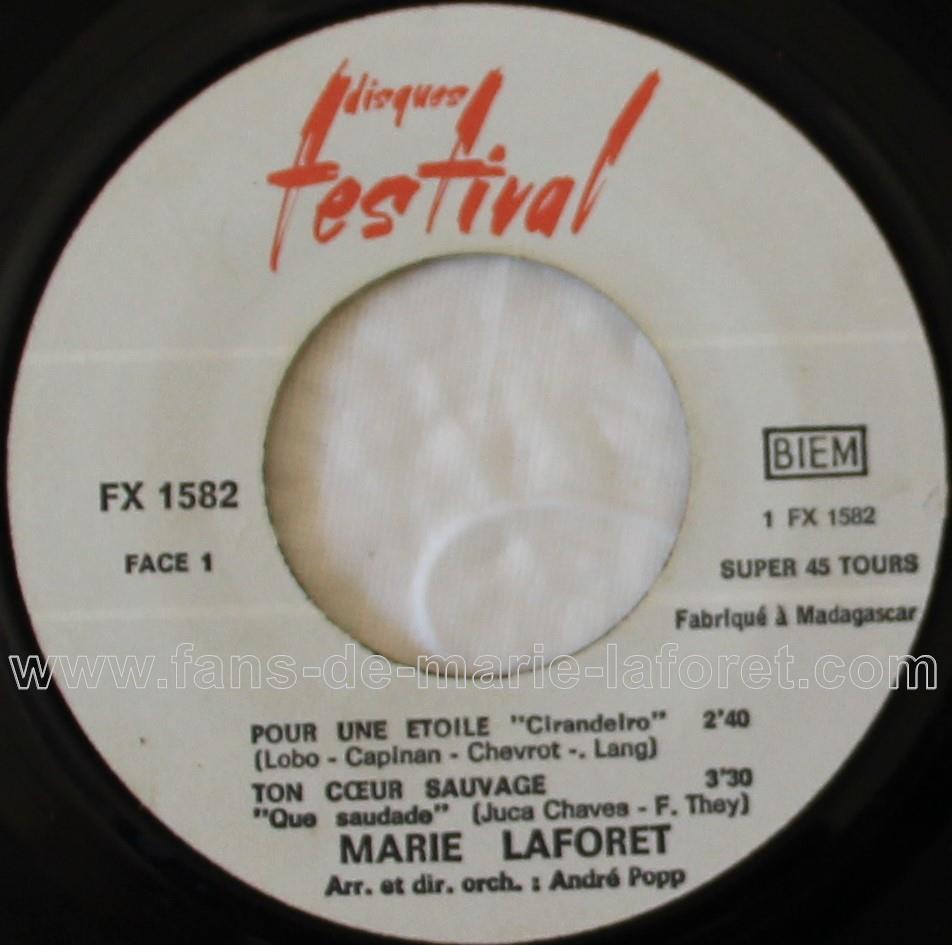 disques
festival
BIEM
FX 1582
1 FX 1582
FACE 1
SUPER 45 TOURS
Fabriqué à Madagascar
www.fans-de-marie-laforet.com
POUR UNE ETOILE "Cirandeiro" 2'40
(Lobo - Capinan - Chevrot -. Lang)
TON CŒUR SAUVAGE 3'30
"Que saudade" (Juca Chaves - F. They)
MARIE LAFORET
Arr. et dir. orch. : André Popp